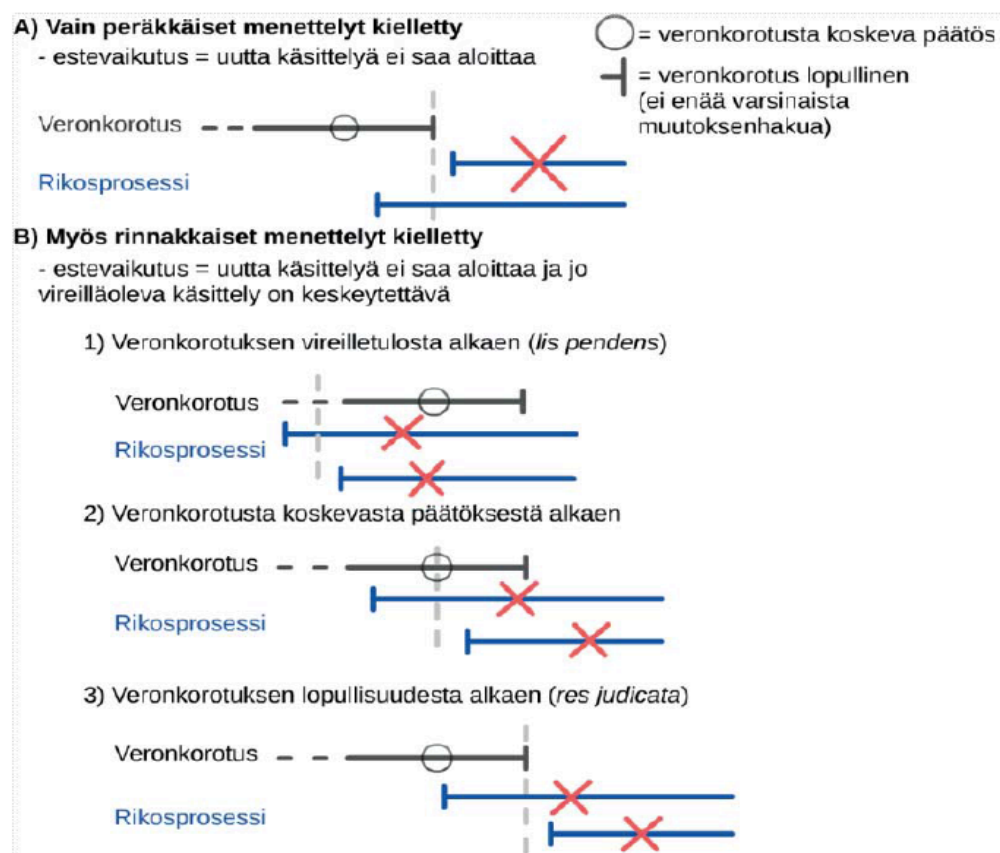 A) Vain peräkkäiset menettelyt kielletty
- estevaikutus = uutta käsittelyä ei saa aloittaa
= veronkorotusta koskeva päätös
= veronkorotus lopullinen
(ei enää varsinaista
muutoksenhakua)
Veronkorotus
Rikosprosessi
B) Myös rinnakkaiset menettelyt kielletty
- estevaikutus = uutta käsittelyä ei saa aloittaa ja jo
vireilläoleva käsittely on keskeytettävä
1) Veronkorotuksen vireilletulosta alkaen (lis pendens)
Veronkorotus
Rikosprosessi
2) Veronkorotusta koskevasta päätöksestä alkaen
Veronkorotus
Rikosprosessi
3) Veronkorotuksen lopullisuudesta alkaen (res judicata)
Veronkorotus
Rikosprosessi